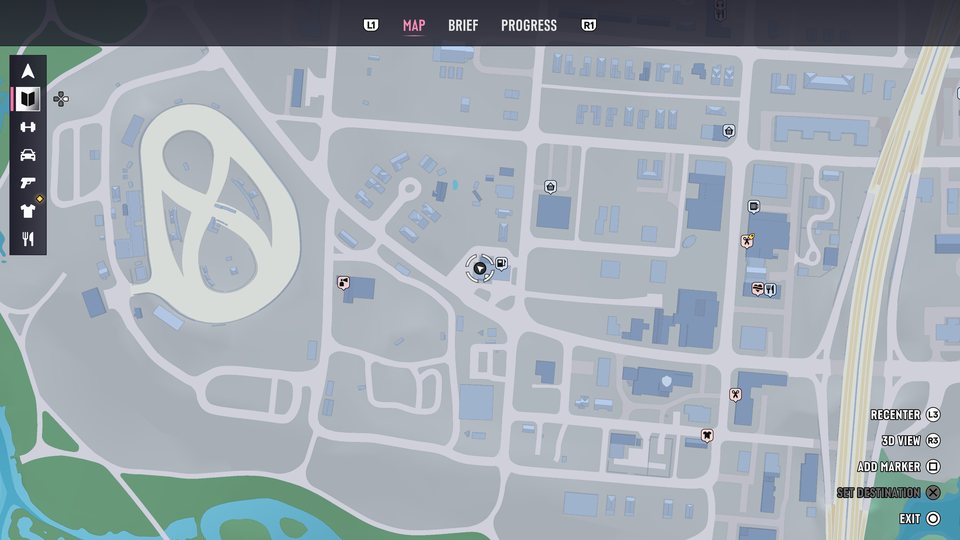 L1 MAP BRIEF PROGRESS R1
RECENTER L3
3D VIEW R3
ADD MARKER
SET DESTINATION
EXIT